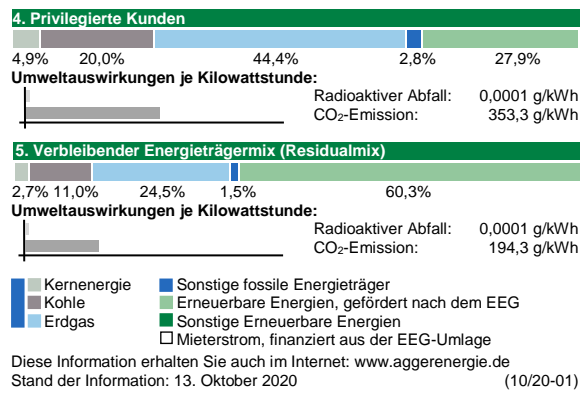 4. Privilegierte Kunden
4,9% 20,0% 44,4% 2,8% 27,9%
Umweltauswirkungen je Kilowattstunde:
Radioaktiver Abfall: 0,0001 g/kWh
CO₂-Emission: 353,3 g/kWh
5. Verbleibender Energieträgermix (Residualmix)
2,7% 11,0% 24,5% 1,5% 60,3%
Umweltauswirkungen je Kilowattstunde:
Radioaktiver Abfall: 0,0001 g/kWh
CO₂-Emission: 194,3 g/kWh
Kernenergie Sonstige fossile Energieträger
Kohle Erneuerbare Energien, gefördert nach dem EEG
Erdgas Sonstige Erneuerbare Energien
Mieterstrom, finanziert aus der EEG-Umlage
Diese Information erhalten Sie auch im Internet: www.aggerenergie.de
Stand der Information: 13. Oktober 2020 (10/20-01)